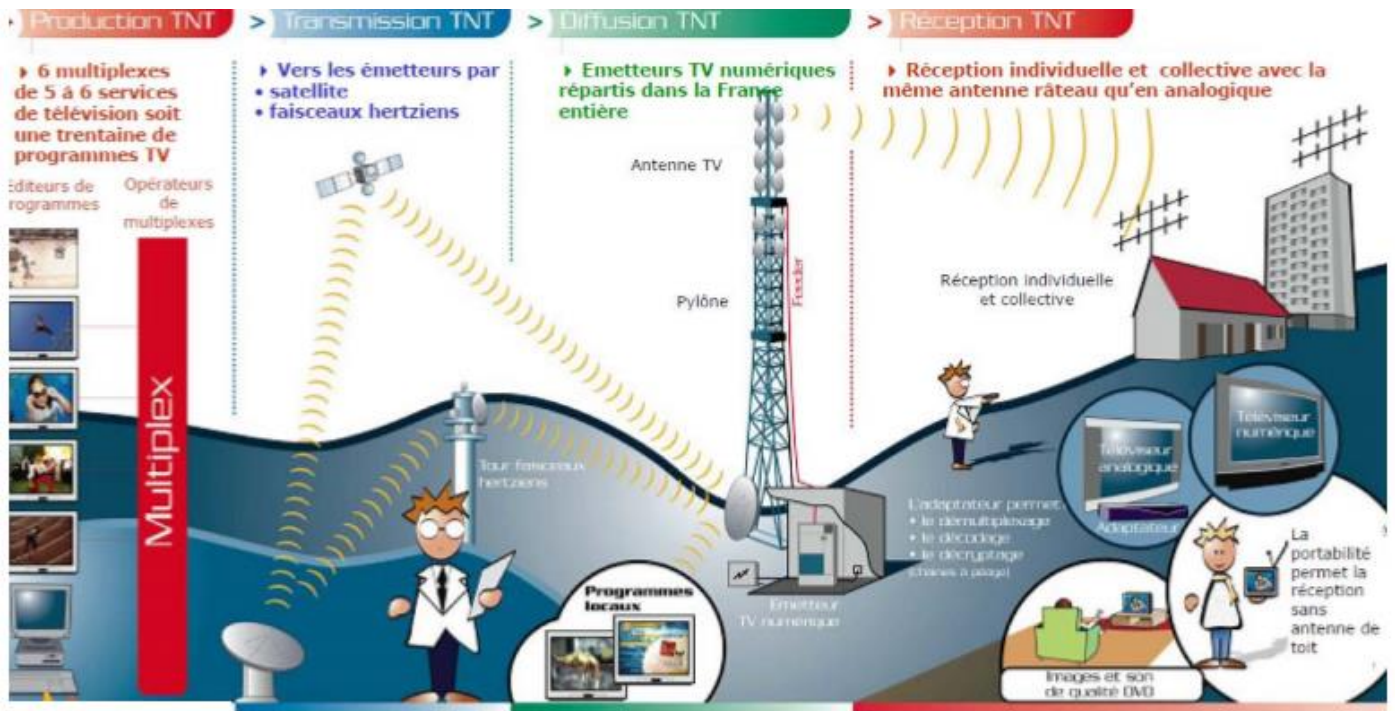 > Production TNT
> Transmission TNT
> Diffusion TNT
> Réception TNT
6 multiplexes
de 5 à 6 services
de télévision soit
une trentaine de
programmes TV
Vers les émetteurs par
• satellite
• faisceaux hertziens
Emetteurs TV numériques
répartis dans la France
entière
Réception individuelle et collective avec la
même antenne râteau qu'en analogique
Editeurs de
programmes
Opérateurs
de
multiplexes
Multiplex
Tour faisceaux
hertziens
Programmes
locaux
Antenne TV
Pylône
Feeder
Emetteur
TV numérique
Réception individuelle
et collective
L'adaptateur permet:
• le démultiplexage
• le décodage
• le décryptage
(chaînes à péage)
Téléviseur
analogique
Adaptateur
Téléviseur
numérique
Images et son
de qualité DVD
La
portabilité
permet la
réception
sans
antenne de
toit